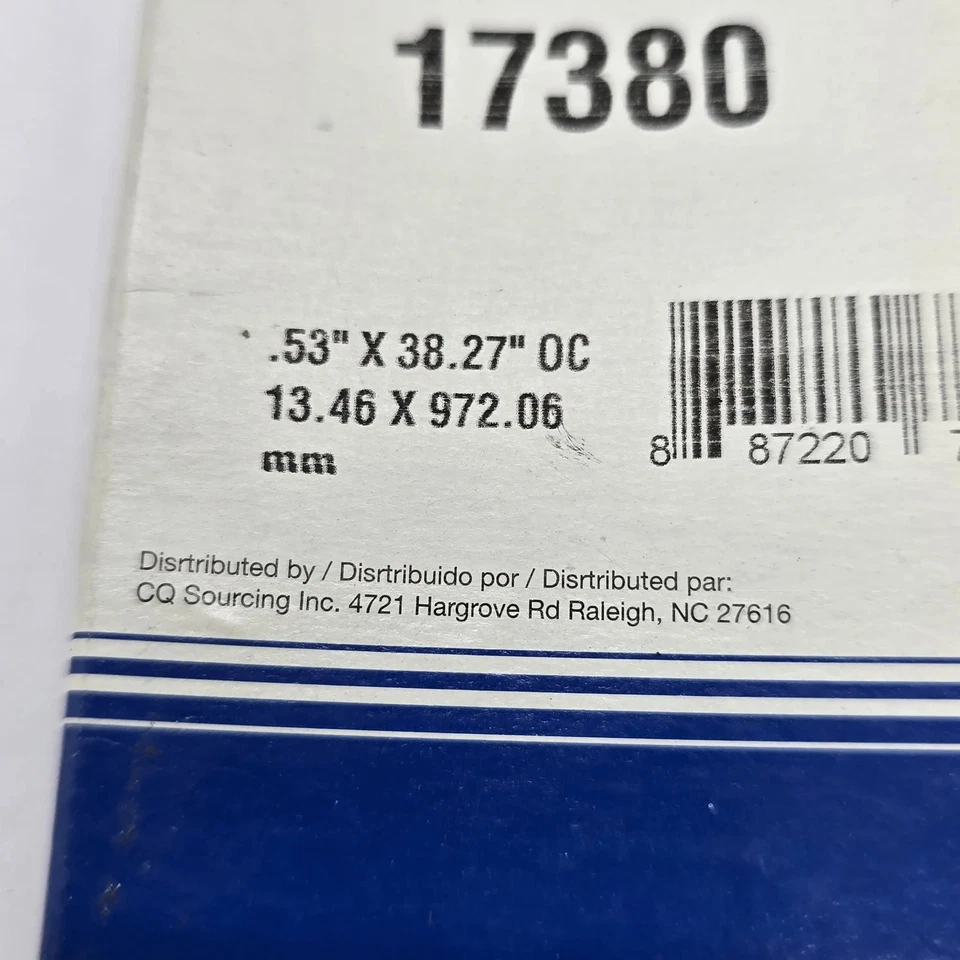 17380
.53" X 38.27" OC
13.46 X 972.06
mm
8 87220
Disrtributed by / Disrtribuido por / Disrtributed par:
CQ Sourcing Inc. 4721 Hargrove Rd Raleigh, NC 27616